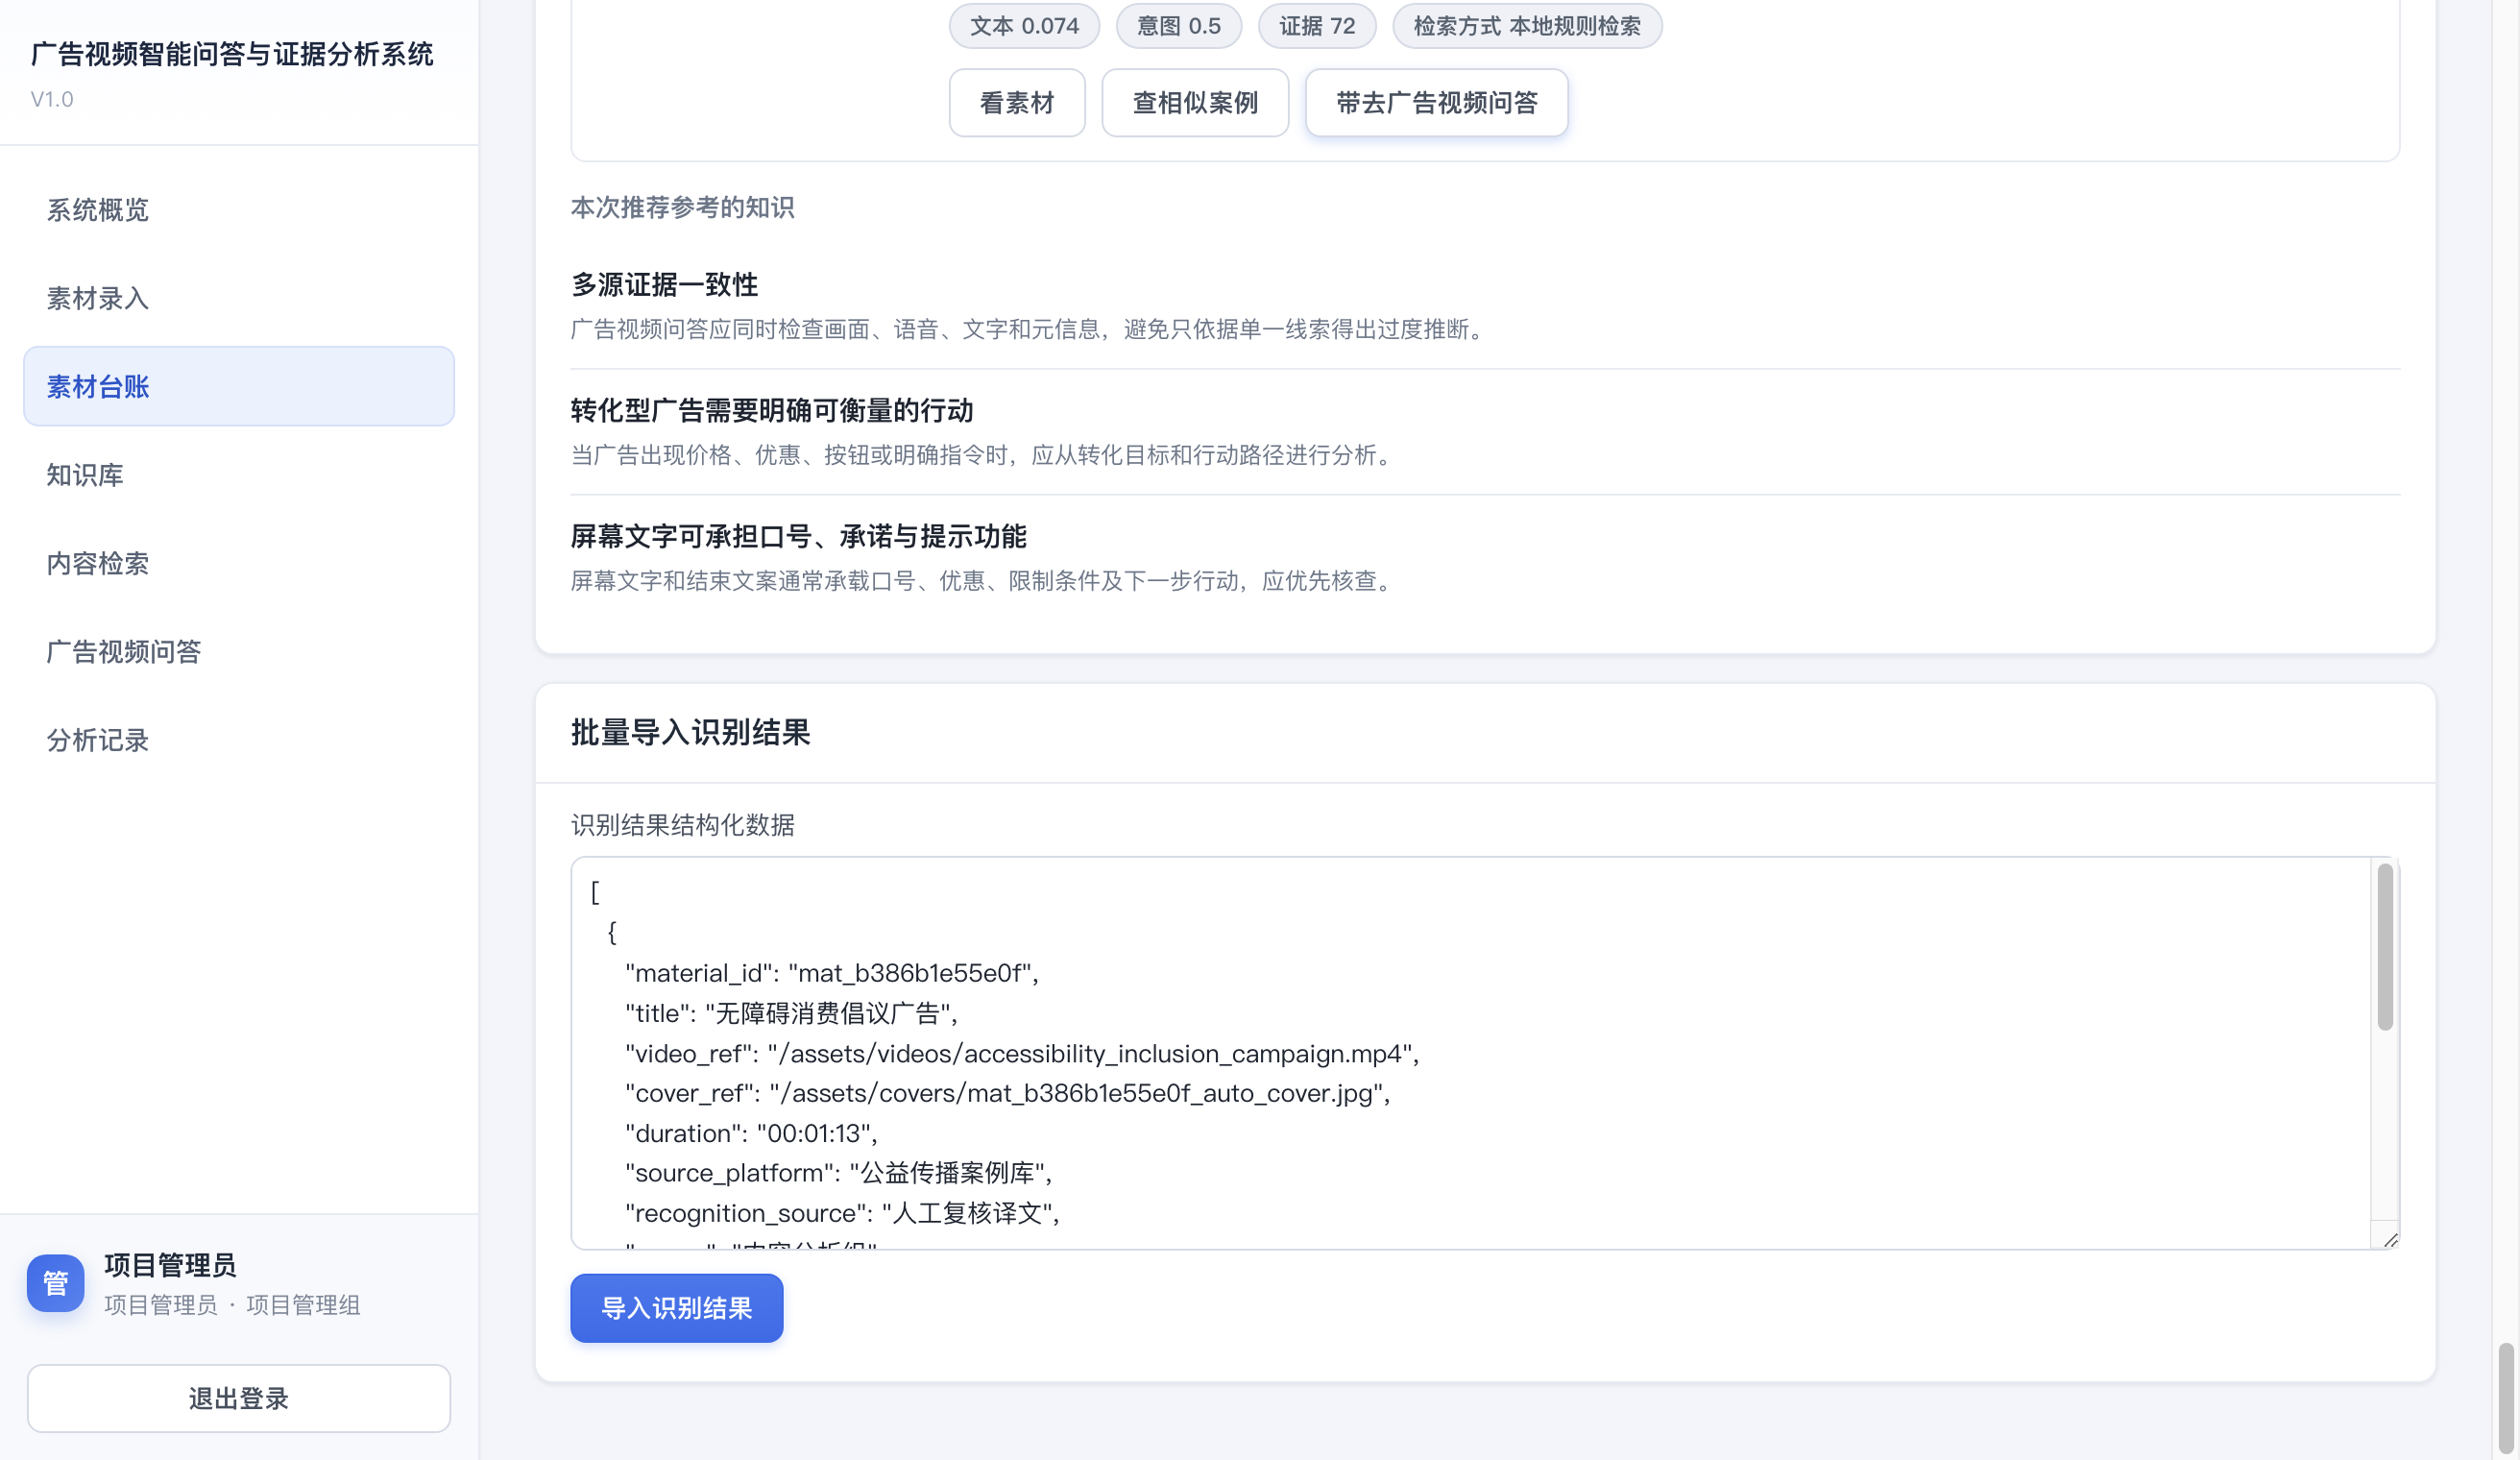 广告视频智能问答与证据分析系统
V1.0
系统概览
素材录入
素材台账
知识库
内容检索
广告视频问答
分析记录
管
项目管理员
项目管理员 · 项目管理组
退出登录
文本 0.074
意图 0.5
证据 72
检索方式 本地规则检索
看素材
查相似案例
带去广告视频问答
本次推荐参考的知识
多源证据一致性
广告视频问答应同时检查画面、语音、文字和元信息，避免只依据单一线索得出过度推断。
转化型广告需要明确可衡量的行动
当广告出现价格、优惠、按钮或明确指令时，应从转化目标和行动路径进行分析。
屏幕文字可承担口号、承诺与提示功能
屏幕文字和结束文案通常承载口号、优惠、限制条件及下一步行动，应优先核查。
批量导入识别结果
识别结果结构化数据
[
{
"material_id": "mat_b386b1e55e0f",
"title": "无障碍消费倡议广告",
"video_ref": "/assets/videos/accessibility_inclusion_campaign.mp4",
"cover_ref": "/assets/covers/mat_b386b1e55e0f_auto_cover.jpg",
"duration": "00:01:13",
"source_platform": "公益传播案例库",
"recognition_source": "人工复核译文",
导入识别结果